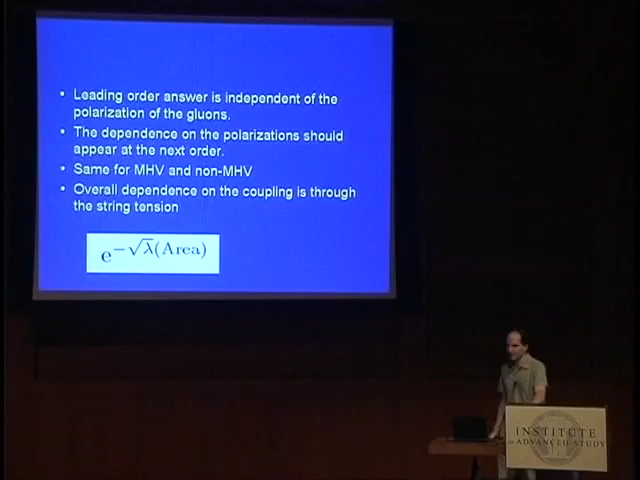 • Leading order answer is independent of the
polarization of the gluons.
• The dependence on the polarizations should
appear at the next order.
• Same for MHV and non-MHV
• Overall dependence on the coupling is through
the string tension
e^{-√λ(Area)}
INSTITUTE
for ADVANCED STUDY